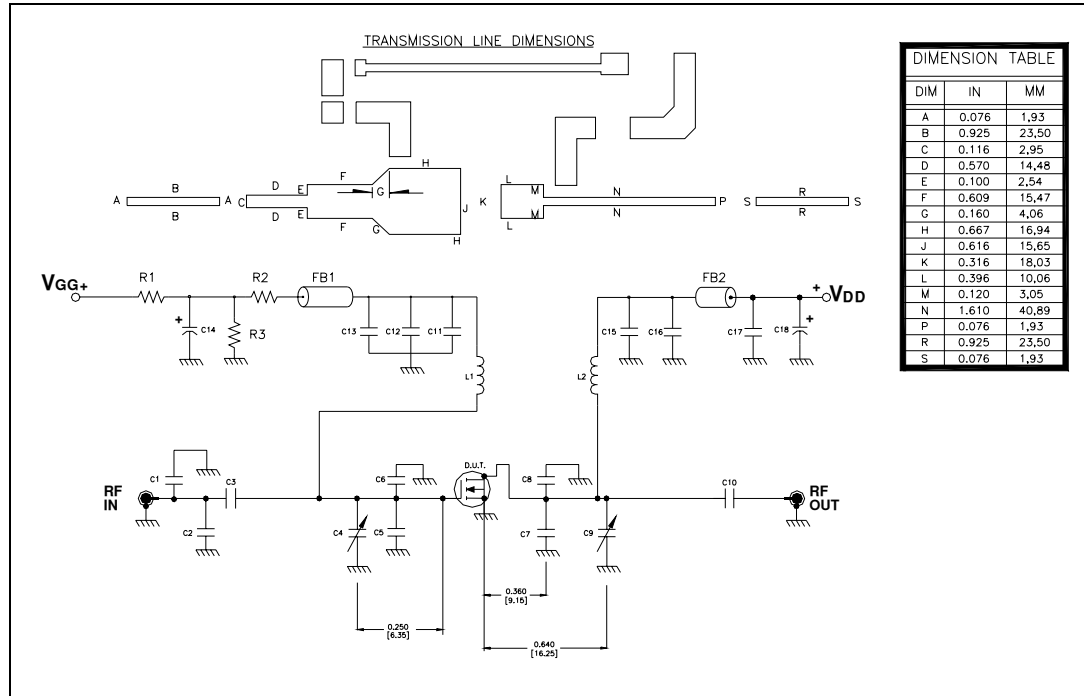 TRANSMISSION LINE DIMENSIONS
H
F
G
D
E
B
A
A
C
B
D
E
F
G
H
J
K
L
M
N
M
L
N
P
R
S
S
R
DIMENSION TABLE
DIM IN MM
A 0.076 1,93
B 0.925 23,50
C 0.116 2,95
D 0.570 14,48
E 0.100 2,54
F 0.609 15,47
G 0.160 4,06
H 0.667 16,94
J 0.616 15,65
K 0.316 18,03
L 0.396 10,06
M 0.120 3,05
N 1.610 40,89
P 0.076 1,93
R 0.925 23,50
S 0.076 1,93
VGG+
R1
R2
FB1
+
C14
R3
C13
C12
C11
L1
FB2
+
VDD
C15
C16
C17
C18
+
L2
RF
IN
C1
C2
C3
C4
C5
C6
D.U.T.
C8
C7
C9
C10
RF
OUT
0.250
[6.35]
0.360
[9.15]
0.640
[16.25]